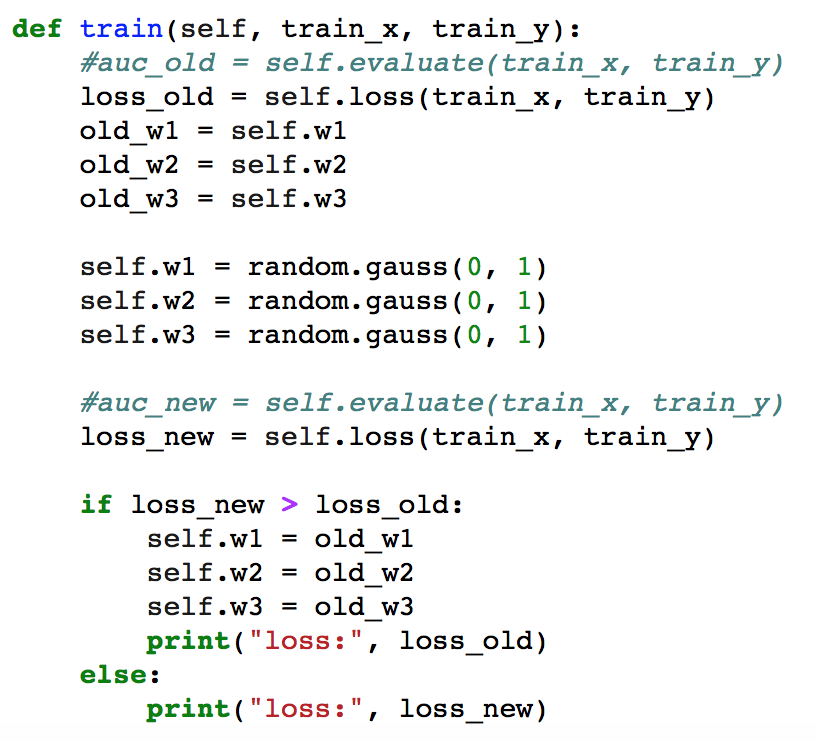 def train(self, train_x, train_y):
    #auc_old = self.evaluate(train_x, train_y)
    loss_old = self.loss(train_x, train_y)
    old_w1 = self.w1
    old_w2 = self.w2
    old_w3 = self.w3

    self.w1 = random.gauss(0, 1)
    self.w2 = random.gauss(0, 1)
    self.w3 = random.gauss(0, 1)

    #auc_new = self.evaluate(train_x, train_y)
    loss_new = self.loss(train_x, train_y)

    if loss_new > loss_old:
        self.w1 = old_w1
        self.w2 = old_w2
        self.w3 = old_w3
        print("loss:", loss_old)
    else:
        print("loss:", loss_new)